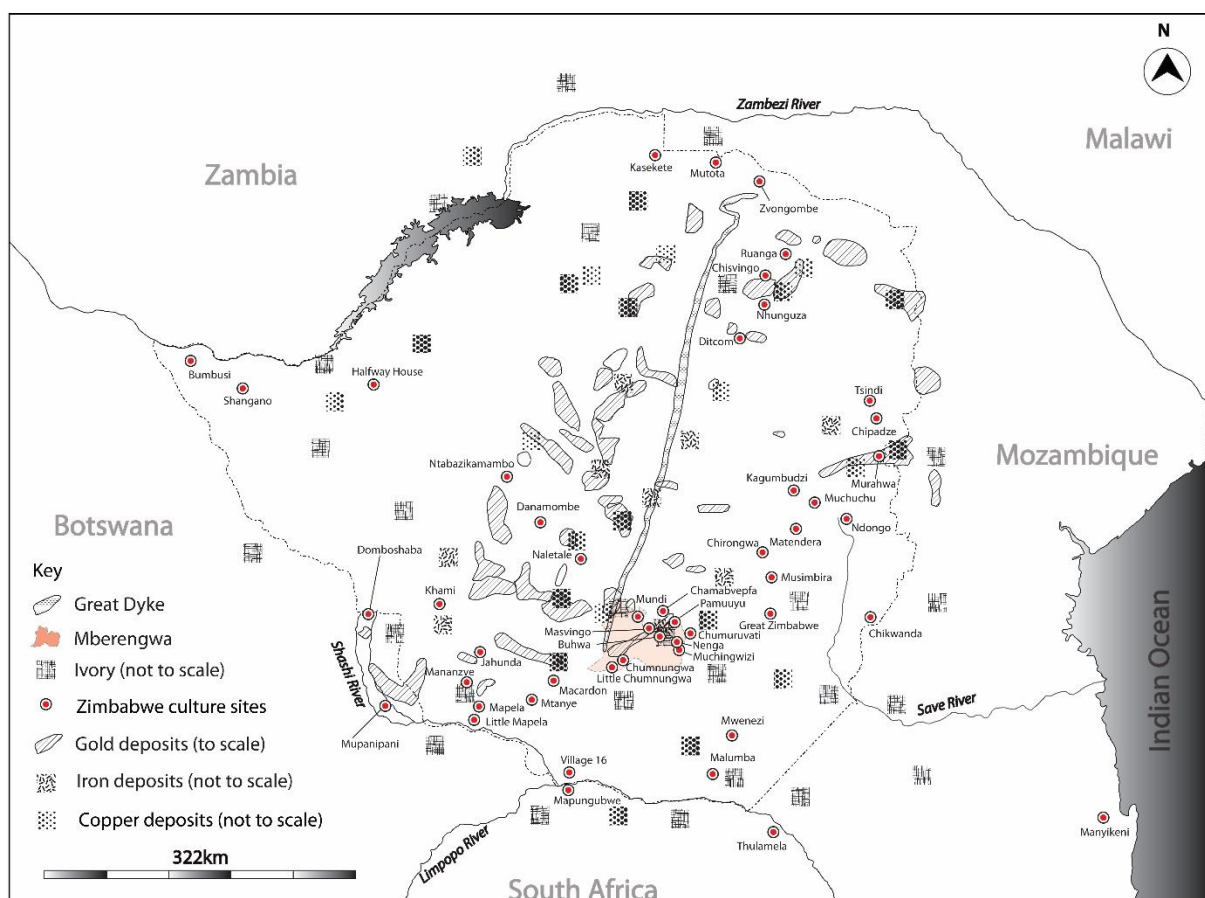 N
Zambezi River
Malawi
Kasekete
Mutota
Zambia
Zvongombe
Ruanga
Chisvingo
Nhunguza
Ditcom
Bumbusi
Halfway House
Shangano
Tsindi
Chipadze
Mozambique
Ntabazikamambo
Murahwa
Kagumbudzi
Muchuchu
Danamombe
Ndongo
Botswana
Matendera
Domboshaba
Chirongwa
Naletale
Key
Musimbira
Great Dyke
Khami
Mundi
Chamabvepfa
Pamuuyu
Mberengwa
Masvingo
Great Zimbabwe
Chikwanda
Buhwa
Chumuruvati
Nenga
Ivory (not to scale)
Shashi River
Jahunda
Muchingwizi
Mananzve
Chumnungwa
Little Chumnungwa
Macardon
Indian Ocean
Zimbabwe culture sites
Mapela
Mtanye
Save River
Little Mapela
Gold deposits (to scale)
Mupanipani
Mwenezi
Iron deposits (not to scale)
Village 16
Malumba
Mapungubwe
Copper deposits (not to scale)
Manyikeni
Thulamela
322km
Limpopo River
South Africa